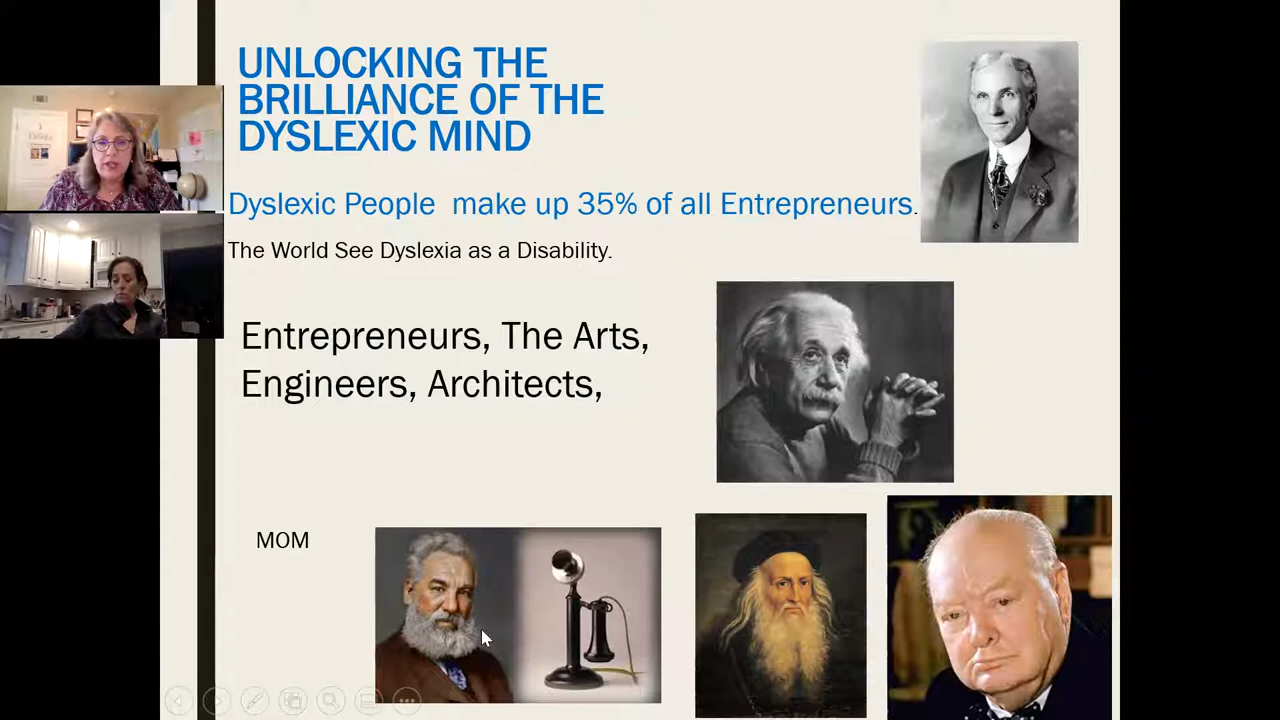 UNLOCKING THE
BRILLIANCE OF THE
DYSLEXIC MIND
Dyslexic People  make up 35% of all Entrepreneurs.
The World See Dyslexia as a Disability.
Entrepreneurs, The Arts,
Engineers, Architects,
MOM